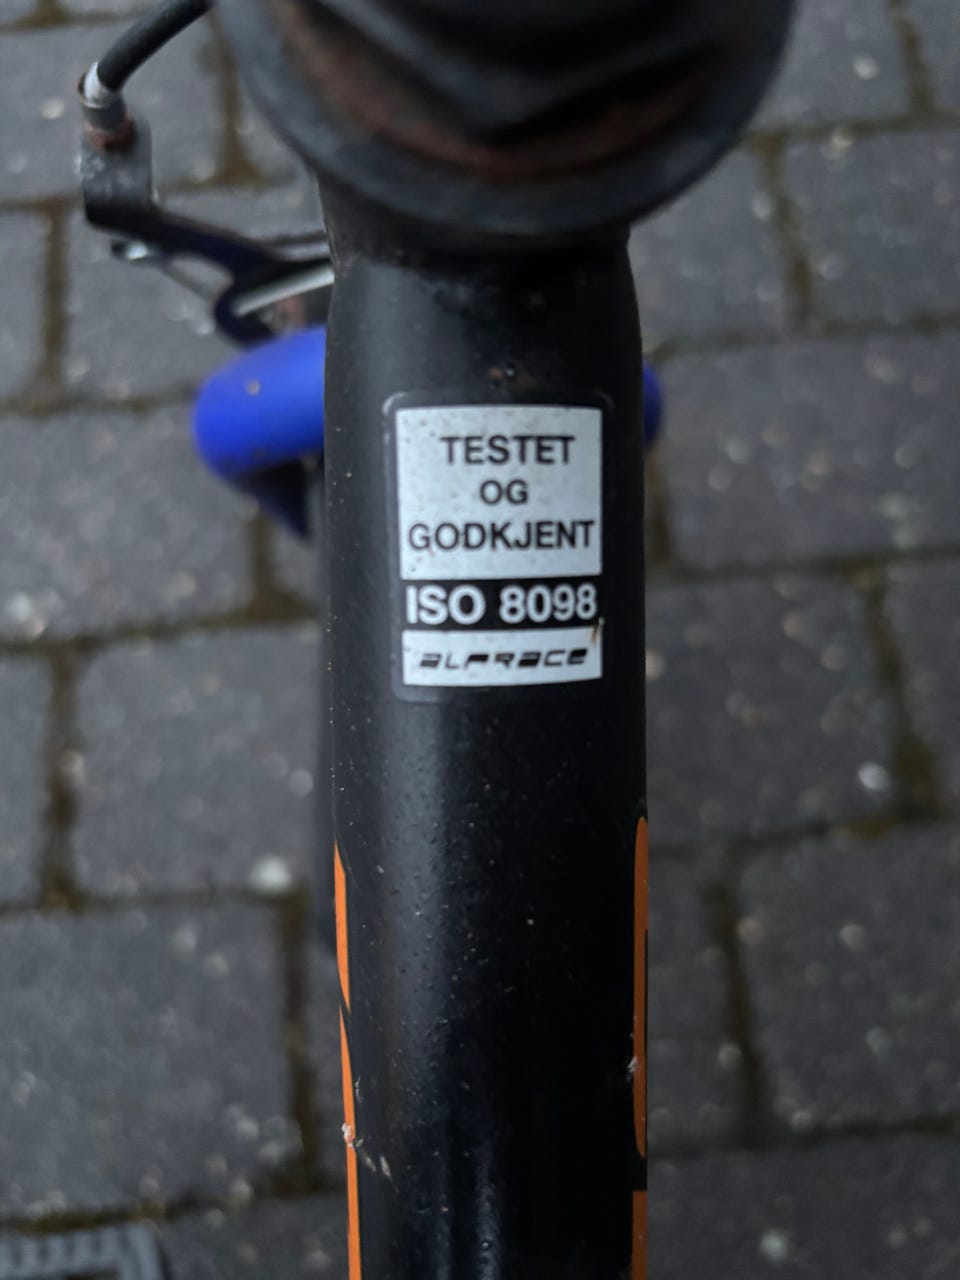 TESTET
OG
GODKJENT
ISO 8098
ALPRACE